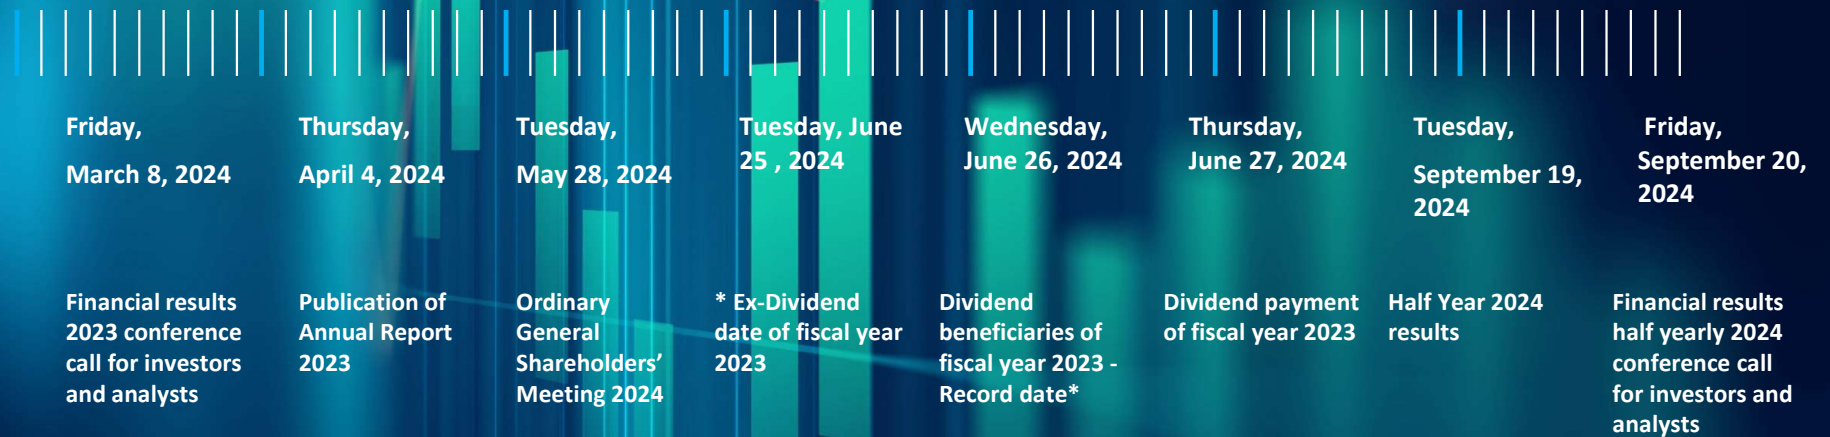 Friday,
March 8, 2024
Financial results
2023 conference
call for investors
and analysts
Thursday,
April 4, 2024
Publication of
Annual Report
2023
Tuesday,
May 28, 2024
Ordinary
General
Shareholders’
Meeting 2024
Tuesday, June
25 , 2024
* Ex-Dividend
date of fiscal year
2023
Wednesday,
June 26, 2024
Dividend
beneficiaries of
fiscal year 2023 -
Record date*
Thursday,
June 27, 2024
Dividend payment
of fiscal year 2023
Tuesday,
September 19,
2024
Half Year 2024
results
Friday,
September 20,
2024
Financial results
half yearly 2024
conference call
for investors and
analysts